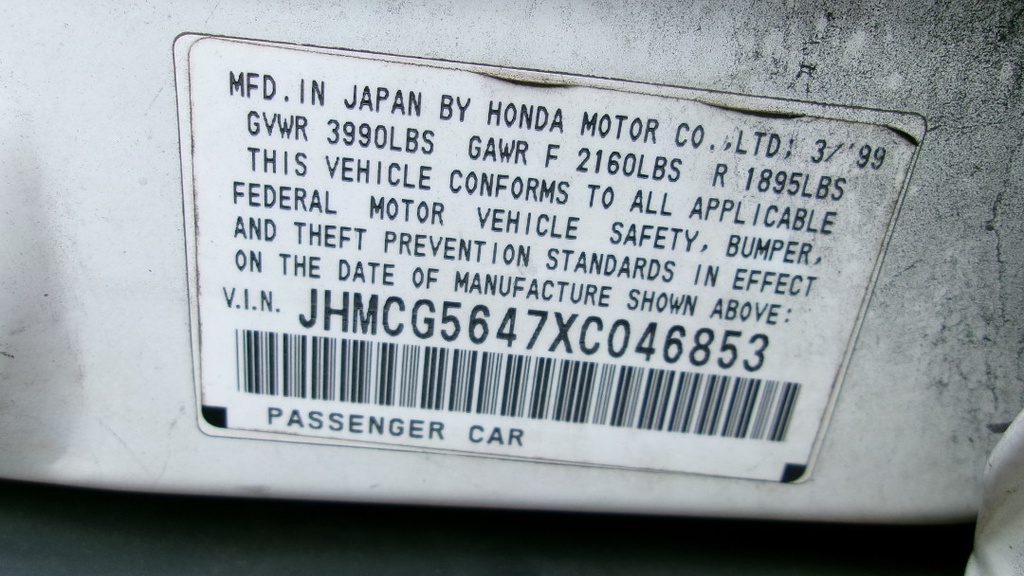 MFD. IN JAPAN BY HONDA MOTOR CO., LTD; 3/'99
GVWR 3990LBS GAWR F 2160LBS R 1895LBS
THIS VEHICLE CONFORMS TO ALL APPLICABLE
FEDERAL MOTOR VEHICLE SAFETY, BUMPER,
AND THEFT PREVENTION STANDARDS IN EFFECT
ON THE DATE OF MANUFACTURE SHOWN ABOVE:
V.I.N. JHMCG5647XC046853
PASSENGER CAR